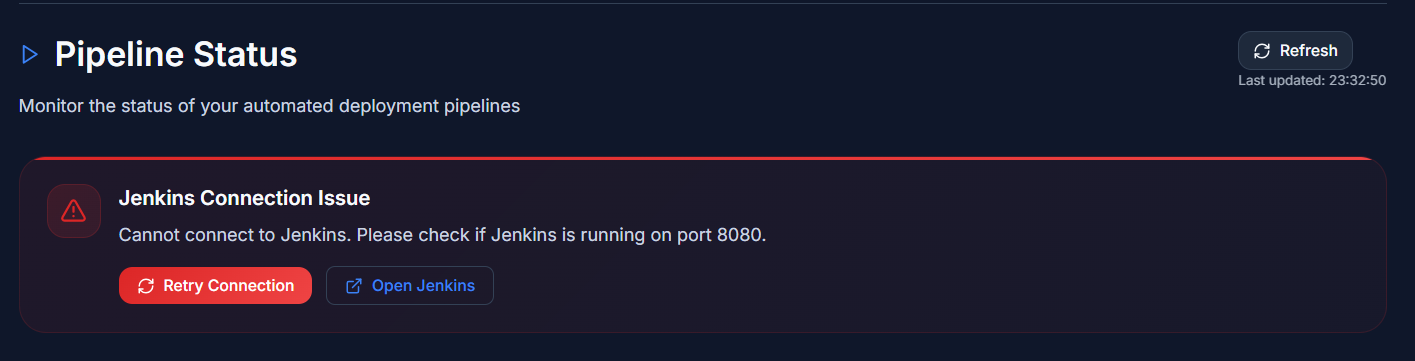 Pipeline Status
Refresh
Last updated: 23:32:50
Monitor the status of your automated deployment pipelines
Jenkins Connection Issue
Cannot connect to Jenkins. Please check if Jenkins is running on port 8080.
Retry Connection
Open Jenkins